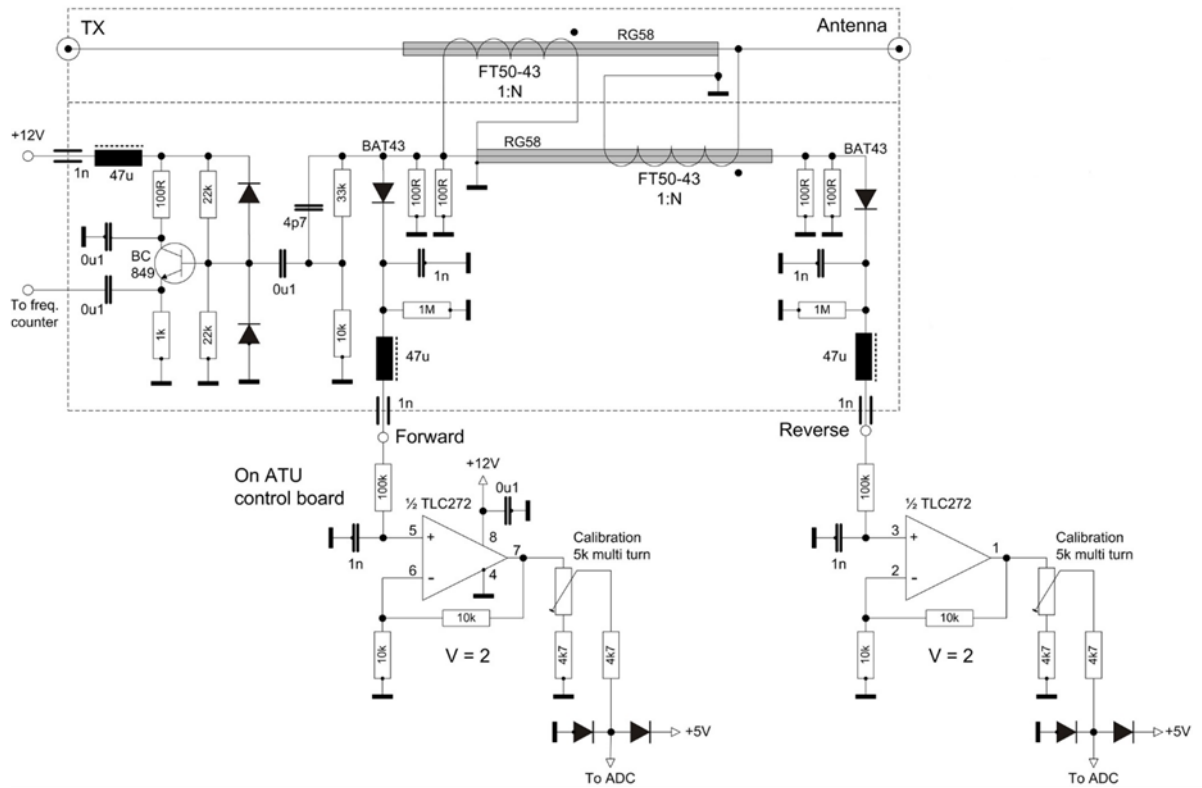 TX
Antenna
RG58
FT50-43
1:N
+12V
1n
47u
BAT43
RG58
BAT43
FT50-43
1:N
100R
22k
4p7
33k
100R
100R
100R
100R
0u1
BC
849
0u1
1n
1n
To freq.
counter
0u1
1k
22k
10k
1M
1M
47u
47u
1n
1n
Forward
Reverse
On ATU
control board
+12V
100k
0u1
½ TLC272
100k
½ TLC272
1n
5
+
8
7
Calibration
5k multi turn
6
-
4
10k
10k
V = 2
4k7
4k7
+5V
To ADC
1n
3
+
1
Calibration
5k multi turn
2
-
10k
10k
V = 2
4k7
4k7
+5V
To ADC